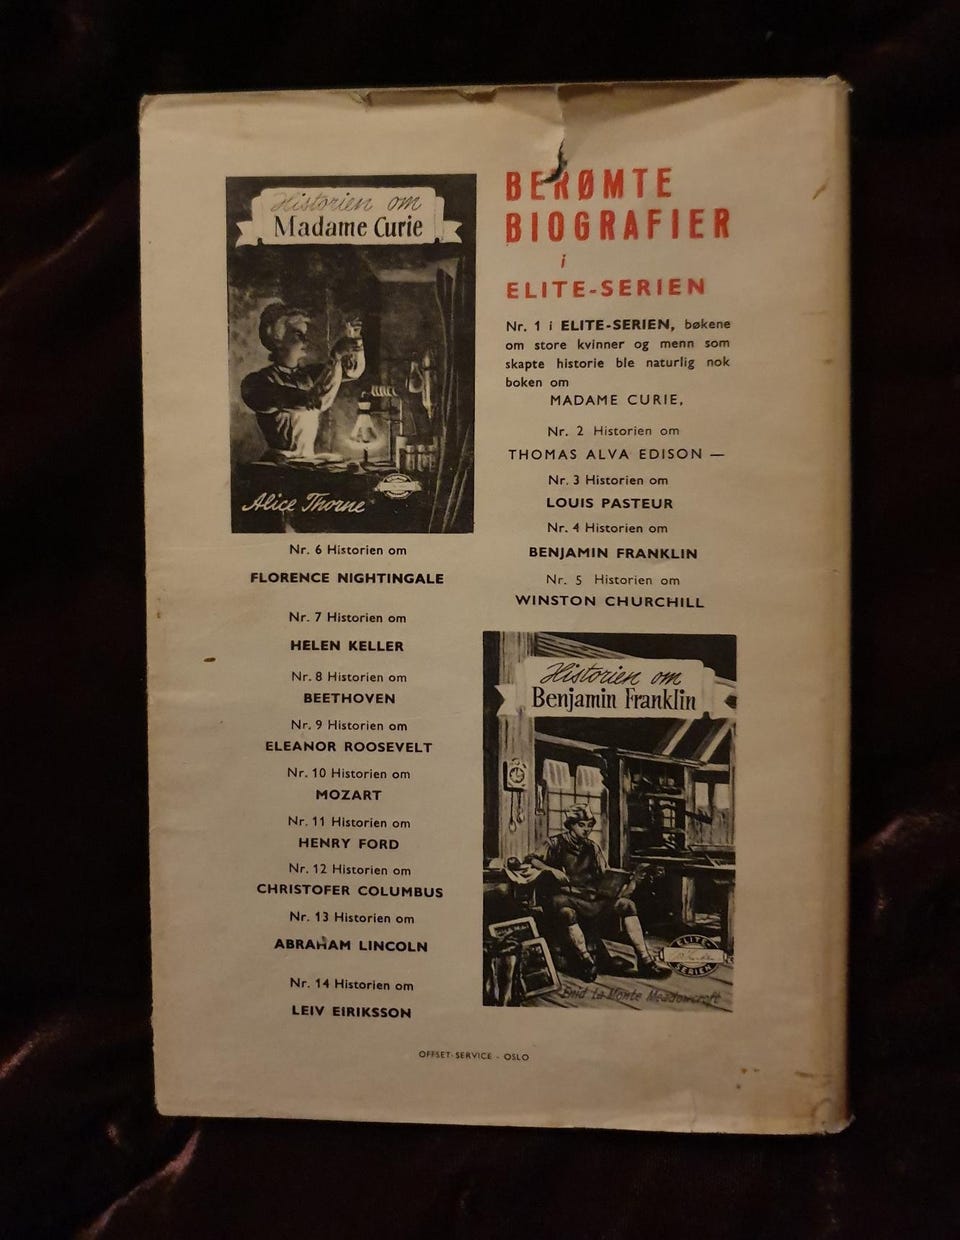 Historien om
Madame Curie
Alice Thorne
BERØMTE
BIOGRAFIER
i
ELITE-SERIEN
Nr. 1 i ELITE-SERIEN, bøkene
om store kvinner og menn som
skapte historie ble naturlig nok
boken om
MADAME CURIE,
Nr. 2 Historien om
THOMAS ALVA EDISON —
Nr. 3 Historien om
LOUIS PASTEUR
Nr. 4 Historien om
BENJAMIN FRANKLIN
Nr. 5 Historien om
WINSTON CHURCHILL
Nr. 6 Historien om
FLORENCE NIGHTINGALE
Nr. 7 Historien om
HELEN KELLER
Nr. 8 Historien om
BEETHOVEN
Nr. 9 Historien om
ELEANOR ROOSEVELT
Nr. 10 Historien om
MOZART
Nr. 11 Historien om
HENRY FORD
Nr. 12 Historien om
CHRISTOFER COLUMBUS
Nr. 13 Historien om
ABRAHAM LINCOLN
Nr. 14 Historien om
LEIV EIRIKSSON
Historien om
Benjamin Franklin
ELITE-
SERIEN
Enid La Monte Meadowcroft
OFFSET-SERVICE - OSLO